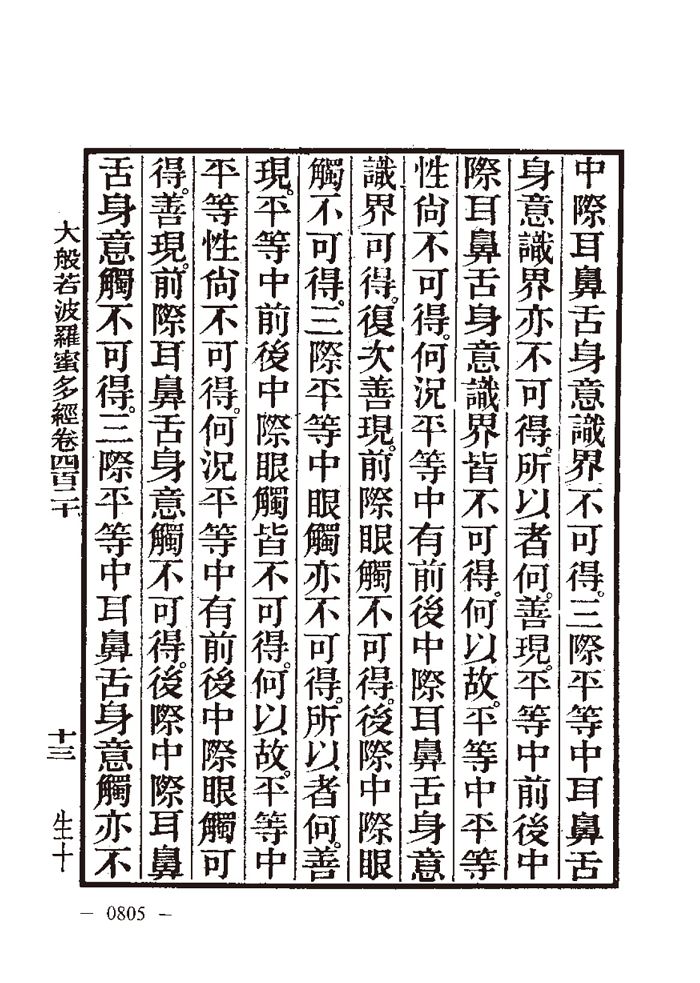 中際耳鼻舌身意識界不可得。三際平等中耳鼻舌
身意識界亦不可得。所以者何。善現。平等中前後中
際耳鼻舌身意識界皆不可得。何以故。平等中平等
性尙不可得。何況平等中有前後中際耳鼻舌身意
識界可得。復次善現。前際眼觸不可得。後際中際眼
觸不可得。三際平等中眼觸亦不可得。所以者何。善
現。平等中前後中際眼觸皆不可得。何以故。平等中
平等性尙不可得。何況平等中有前後中際眼觸可
得。善現。前際耳鼻舌身意觸不可得。後際中際耳鼻
舌身意觸不可得。三際平等中耳鼻舌身意觸亦不
大般若波羅蜜多經卷四百二十 十三 生十
— 0805 —